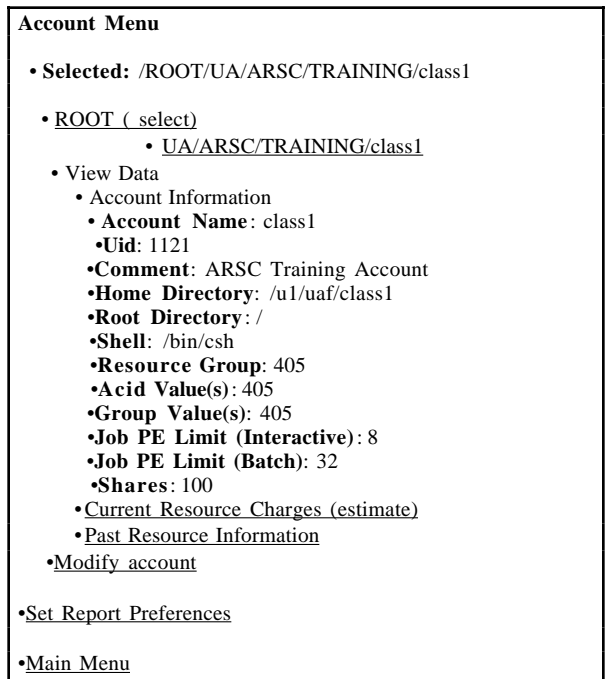 Account Menu
• Selected: /ROOT/UA/ARSC/TRAINING/class1
• ROOT ( select)
• UA/ARSC/TRAINING/class1
• View Data
• Account Information
• Account Name: class1
•Uid: 1121
•Comment: ARSC Training Account
•Home Directory: /u1/uaf/class1
•Root Directory: /
•Shell: /bin/csh
•Resource Group: 405
•Acid Value(s): 405
•Group Value(s): 405
•Job PE Limit (Interactive): 8
•Job PE Limit (Batch): 32
•Shares: 100
•Current Resource Charges (estimate)
•Past Resource Information
•Modify account
•Set Report Preferences
•Main Menu